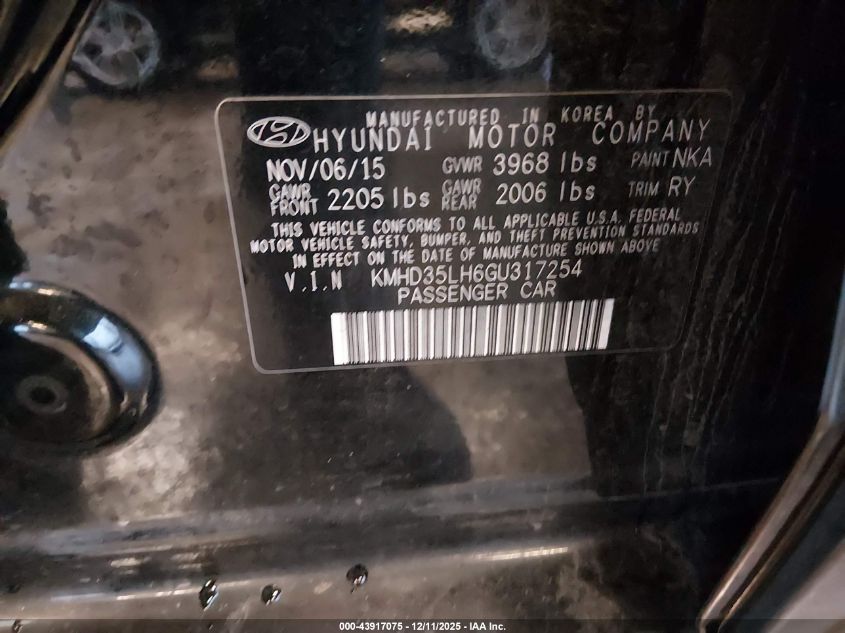 MANUFACTURED IN KOREA BY
HYUNDAI MOTOR COMPANY
NOV/06/15 GVWR 3968 lbs PAINT NKA
GAWR FRONT 2205 lbs GAWR REAR 2006 lbs TRIM RY
THIS VEHICLE CONFORMS TO ALL APPLICABLE U.S.A. FEDERAL
MOTOR VEHICLE SAFETY, BUMPER, AND THEFT PREVENTION STANDARDS
IN EFFECT ON THE DATE OF MANUFACTURE SHOWN ABOVE
V.I.N KMHD35LH6GU317254
PASSENGER CAR
000-43917075 - 12/11/2025 - IAA Inc.